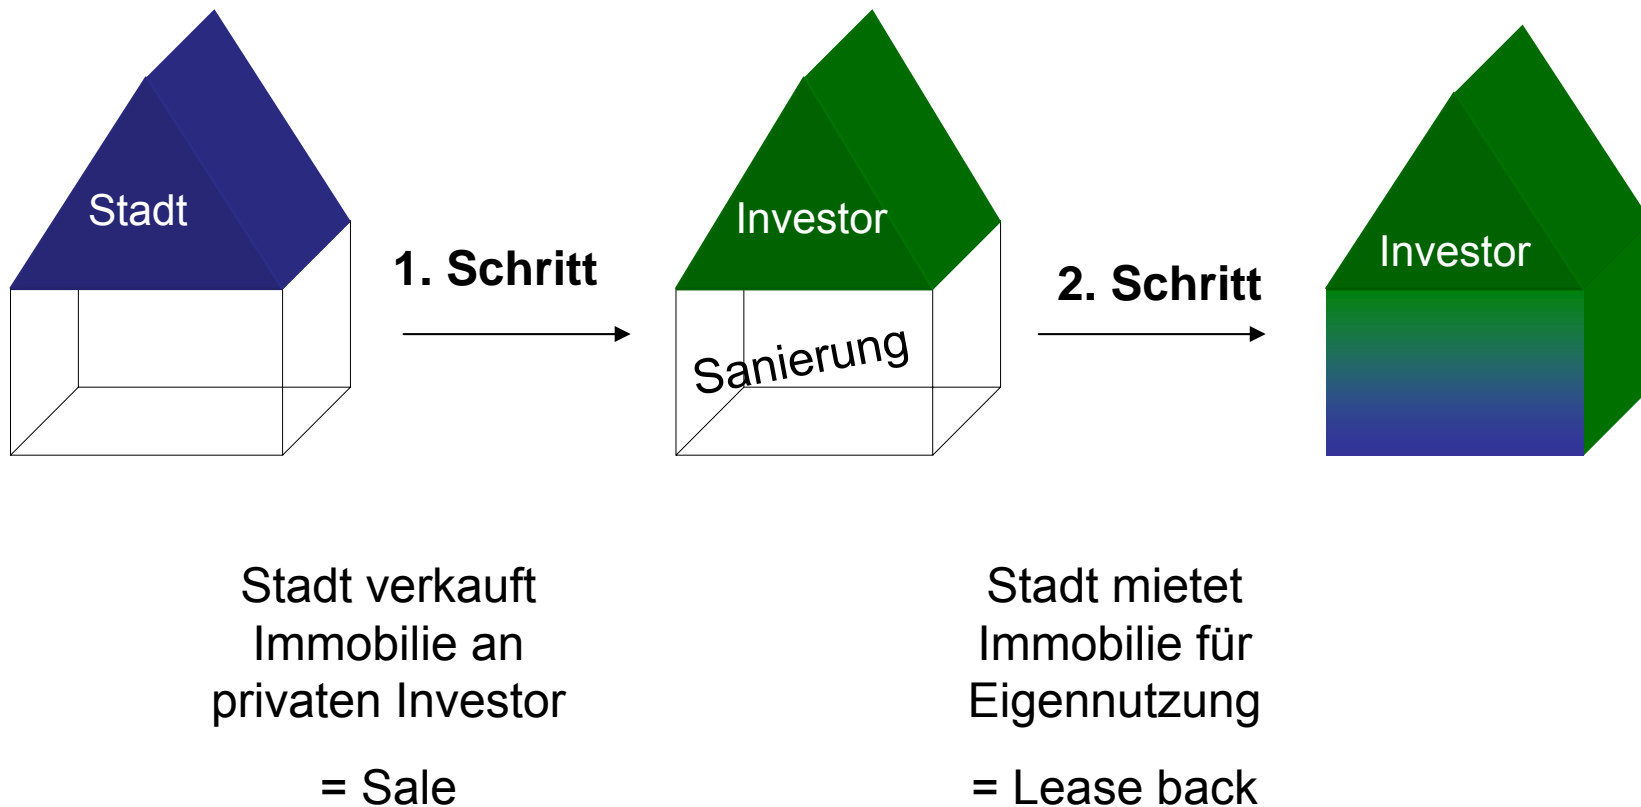 Stadt
1. Schritt
Investor
Sanierung
2. Schritt
Investor
Stadt verkauft
Immobilie an
privaten Investor
= Sale
Stadt mietet
Immobilie für
Eigennutzung
= Lease back